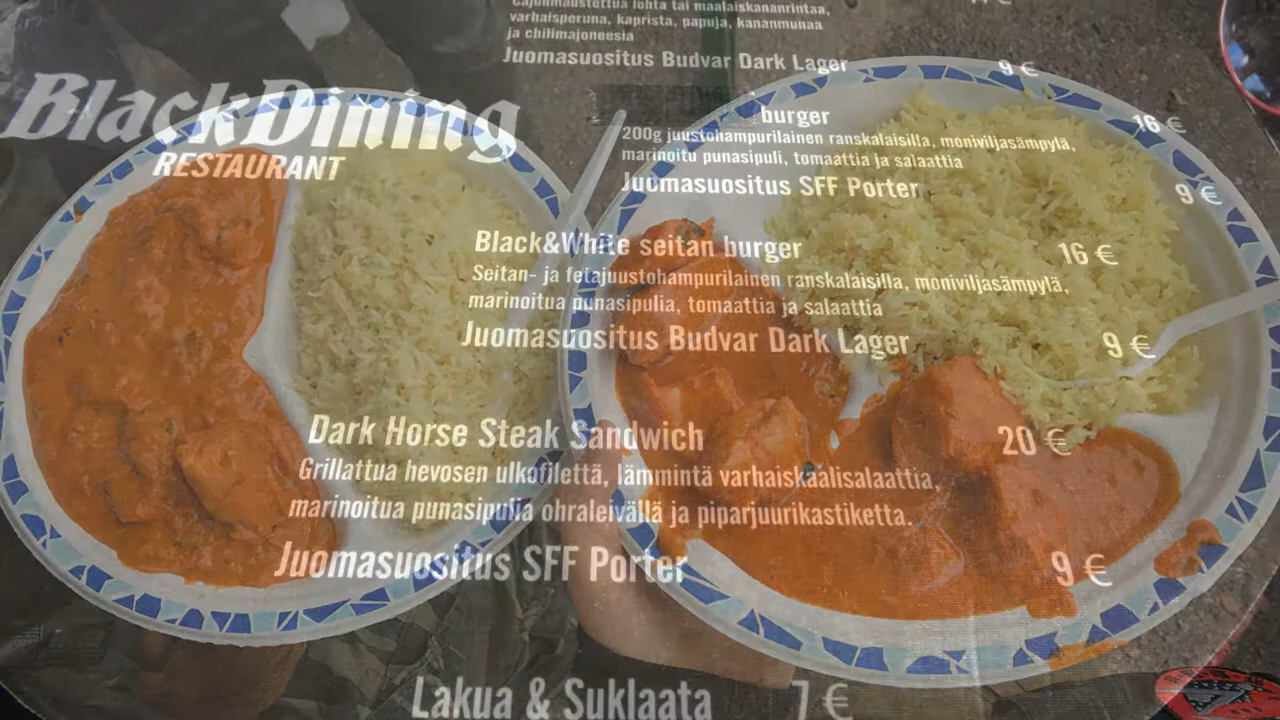 Cajunmaustettua lohta tai maalaiskananrintaa,
varhaisperuna, kaprista, papuja, kananmunaa
ja chilimajoneesia
Juomasuositus Budvar Dark Lager 9 €
BlackDining
RESTAURANT
burger 16 €
200g juustohampurilainen ranskalaisilla, moniviljasämpylä,
marinoitu punasipuli, tomaattia ja salaattia
Juomasuositus SFF Porter 9 €
Black&White seitan burger 16 €
Seitan- ja fetajuustohampurilainen ranskalaisilla, moniviljasämpylä,
marinoitua punasipulia, tomaattia ja salaattia
Juomasuositus Budvar Dark Lager 9 €
Dark Horse Steak Sandwich 20 €
Grillattua hevosen ulkofilettä, lämmintä varhaiskaalisalaattia,
marinoitua punasipulia ohraleivällä ja piparjuurikastiketta.
Juomasuositus SFF Porter 9 €
Lakua & Suklaata 7 €